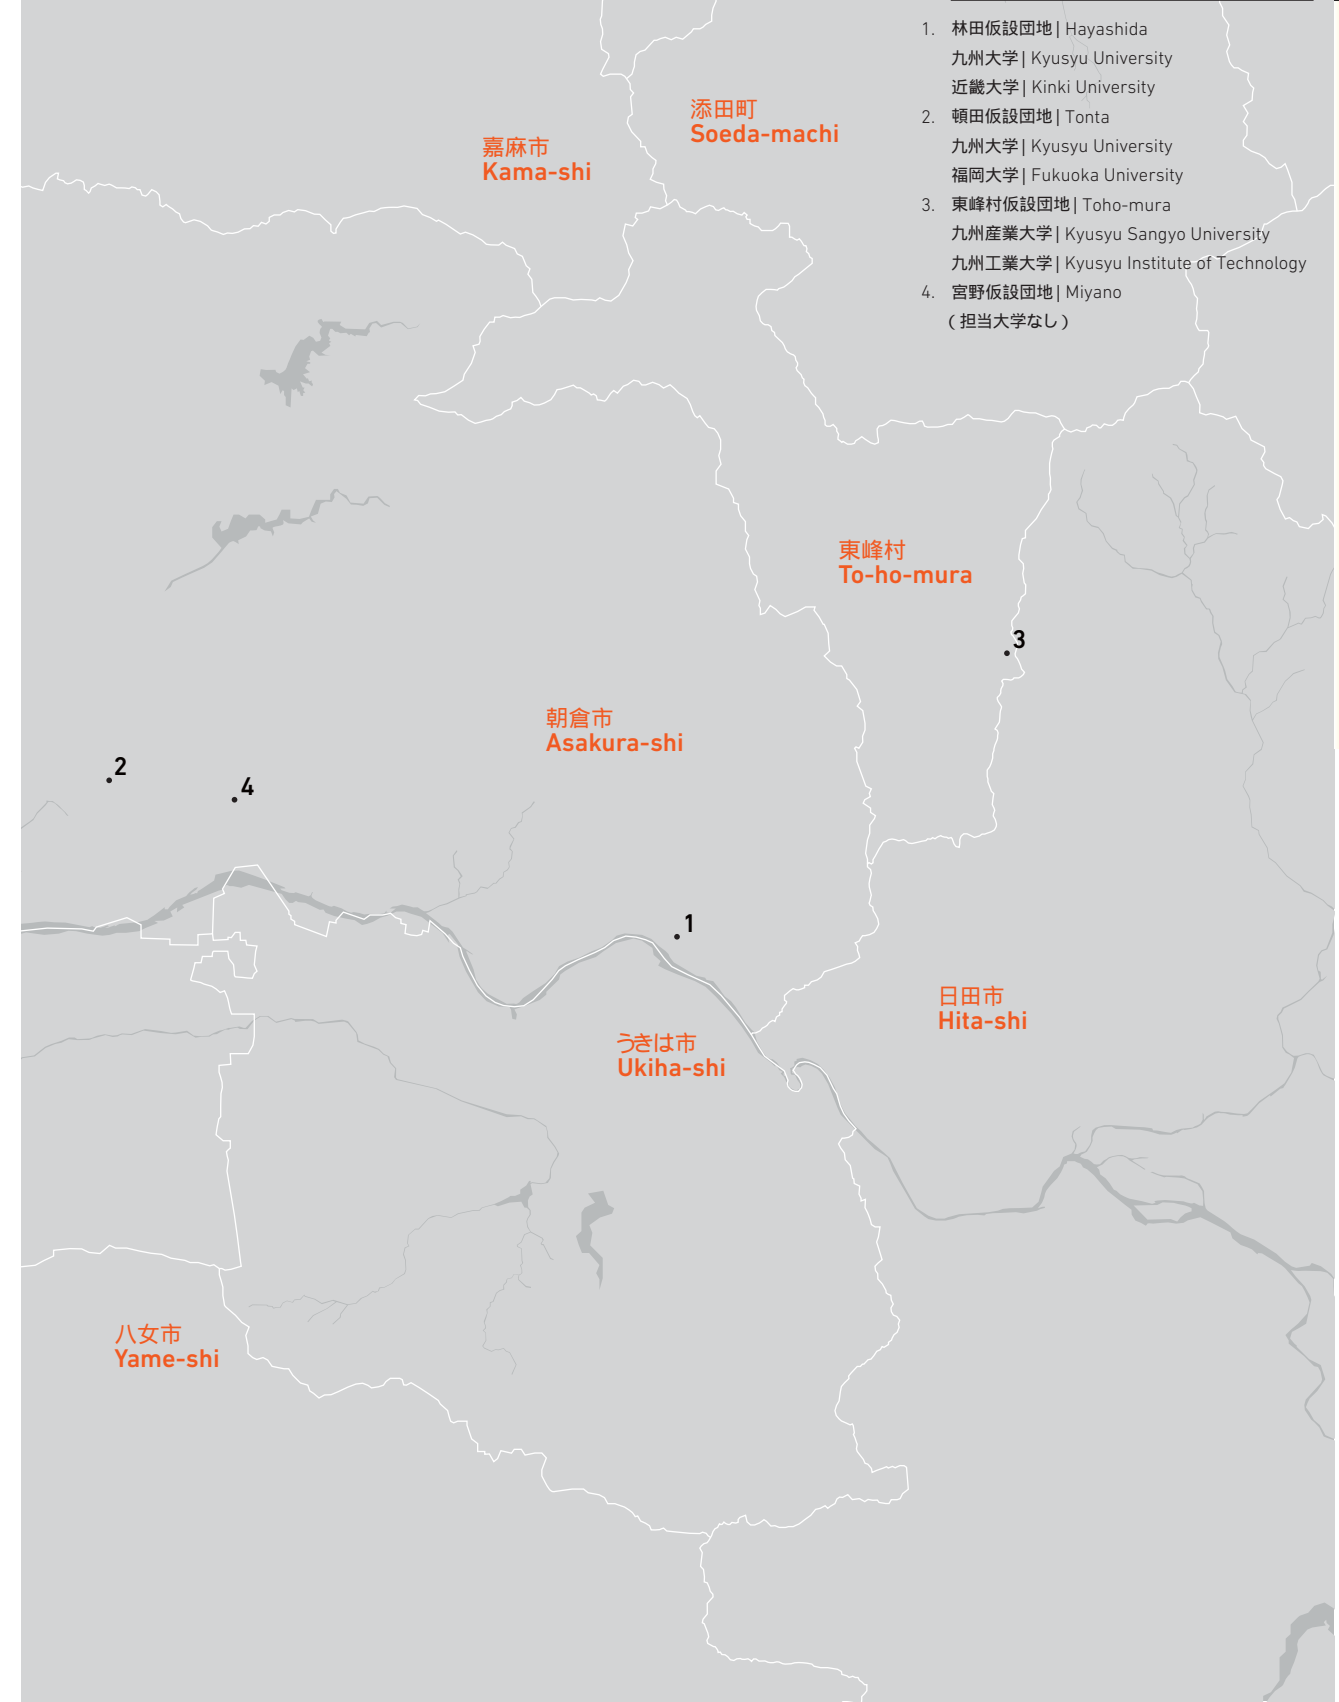 1. 林田仮設団地 | Hayashida
九州大学 | Kyusyu University
近畿大学 | Kinki University
2. 頓田仮設団地 | Tonta
九州大学 | Kyusyu University
福岡大学 | Fukuoka University
3. 東峰村仮設団地 | Toho-mura
九州産業大学 | Kyusyu Sangyo University
九州工業大学 | Kyusyu Institute of Technology
4. 宮野仮設団地 | Miyano
( 担当大学なし )
添田町
Soeda-machi
嘉麻市
Kama-shi
東峰村
To-ho-mura
3
朝倉市
Asakura-shi
2
4
1
日田市
Hita-shi
うきは市
Ukiha-shi
八女市
Yame-shi